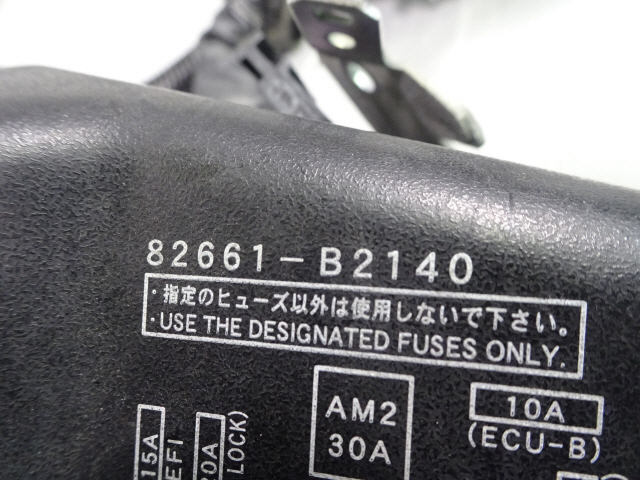 82661-B2140
・指定のヒューズ以外は使用しないで下さい。
・USE THE DESIGNATED FUSES ONLY.
AM2
30A
10A
(ECU-B)
15A
EFI